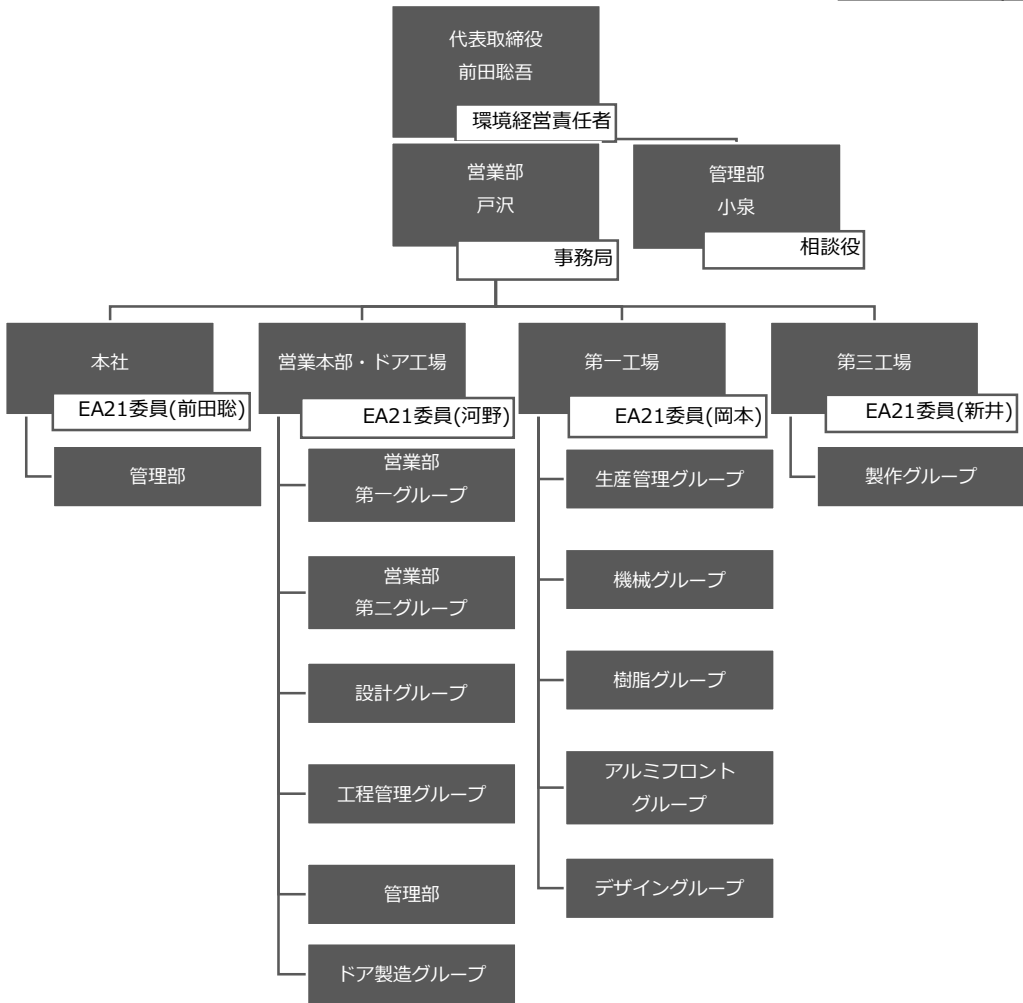 代表取締役
前田聡吾
環境経営責任者
営業部
戸沢
事務局
管理部
小泉
相談役
本社
EA21委員(前田聡)
管理部
営業本部・ドア工場
EA21委員(河野)
営業部
第一グループ
営業部
第二グループ
設計グループ
工程管理グループ
管理部
ドア製造グループ
第一工場
EA21委員(岡本)
生産管理グループ
機械グループ
樹脂グループ
アルミフロント
グループ
デザイングループ
第三工場
EA21委員(新井)
製作グループ